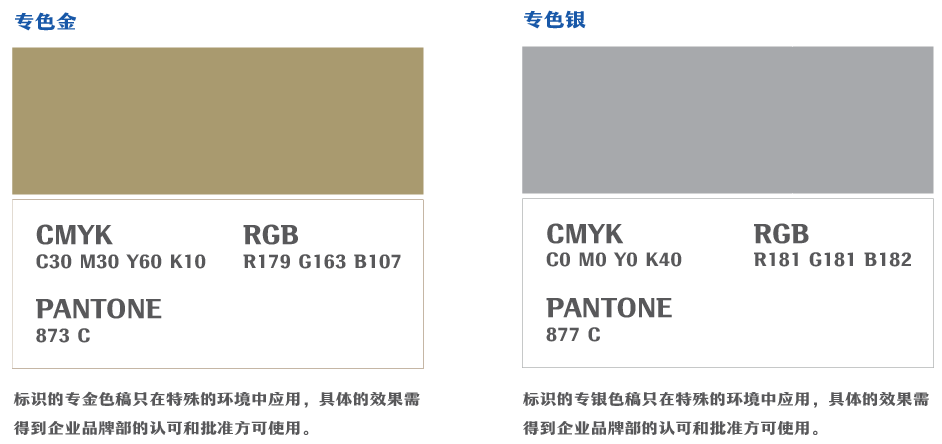 专色金
CMYK
C30 M30 Y60 K10
RGB
R179 G163 B107
PANTONE
873 C
标识的专金色稿只在特殊的环境中应用，具体的效果需
得到企业品牌部的认可和批准方可使用。
专色银
CMYK
C0 M0 Y0 K40
RGB
R181 G181 B182
PANTONE
877 C
标识的专银色稿只在特殊的环境中应用，具体的效果需
得到企业品牌部的认可和批准方可使用。